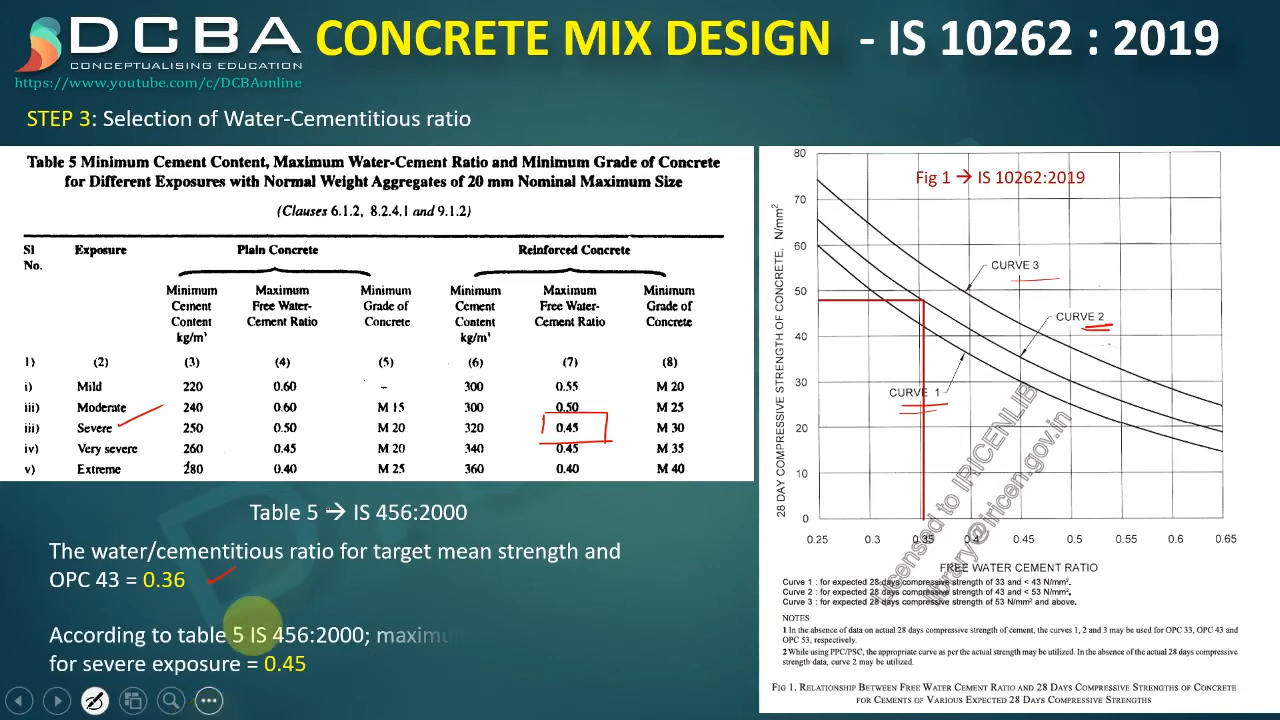 DCBA
CONCEPTUALISING EDUCATION
https://www.youtube.com/c/DCBAonline
CONCRETE MIX DESIGN - IS 10262 : 2019
STEP 3: Selection of Water-Cementitious ratio
Table 5 Minimum Cement Content, Maximum Water-Cement Ratio and Minimum Grade of Concrete
for Different Exposures with Normal Weight Aggregates of 20 mm Nominal Maximum Size
(Clauses 6.1.2, 8.2.4.1 and 9.1.2)
Sl No. Exposure Plain Concrete Reinforced Concrete
Minimum Cement Content kg/m³ Maximum Free Water-Cement Ratio Minimum Grade of Concrete Minimum Cement Content kg/m³ Maximum Free Water-Cement Ratio Minimum Grade of Concrete
1) (2) (3) (4) (5) (6) (7) (8)
i) Mild 220 0.60 – 300 0.55 M 20
iii) Moderate 240 0.60 M 15 300 0.50 M 25
iii) Severe 250 0.50 M 20 320 0.45 M 30
iv) Very severe 260 0.45 M 20 340 0.45 M 35
v) Extreme 280 0.40 M 25 360 0.40 M 40
Table 5 → IS 456:2000
The water/cementitious ratio for target mean strength and
OPC 43 = 0.36
According to table 5 IS 456:2000; maximu
for severe exposure = 0.45
Fig 1 → IS 10262:2019
28 DAY COMPRESSIVE STRENGTH OF CONCRETE, N/mm²
80
70
60
50
40
30
20
10
0
CURVE 3
CURVE 2
CURVE 1
0.25 0.3 0.35 0.4 0.45 0.5 0.55 0.6 0.65
FREE WATER CEMENT RATIO
Licensed to IRICENLIB
library@iricen.gov.in
Curve 1 : for expected 28 days compressive strength of 33 and < 43 N/mm².
Curve 2 : for expected 28 days compressive strength of 43 and < 53 N/mm².
Curve 3 : for expected 28 days compressive strength of 53 N/mm² and above.
NOTES
1 In the absence of data on actual 28 days compressive strength of cement, the curves 1, 2 and 3 may be used for OPC 33, OPC 43 and
OPC 53, respectively.
2 While using PPC/PSC, the appropriate curve as per the actual strength may be utilized. In the absence of the actual 28 days compressive
strength data, curve 2 may be utilized.
FIG 1. RELATIONSHIP BETWEEN FREE WATER CEMENT RATIO AND 28 DAYS COMPRESSIVE STRENGTHS OF CONCRETE
FOR CEMENTS OF VARIOUS EXPECTED 28 DAYS COMPRESSIVE STRENGTHS